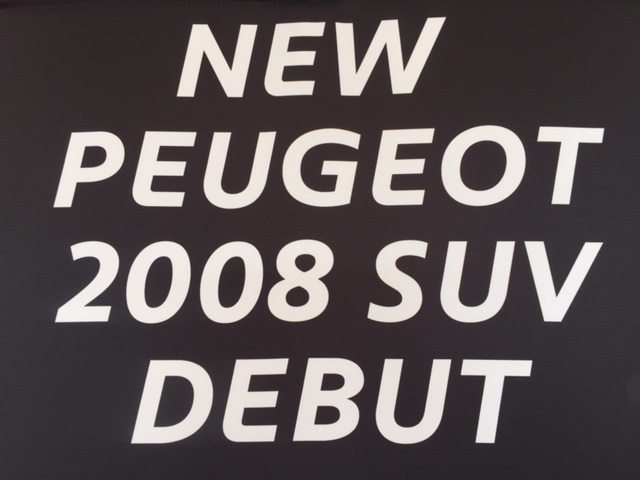 NEW
PEUGEOT
2008 SUV
DEBUT